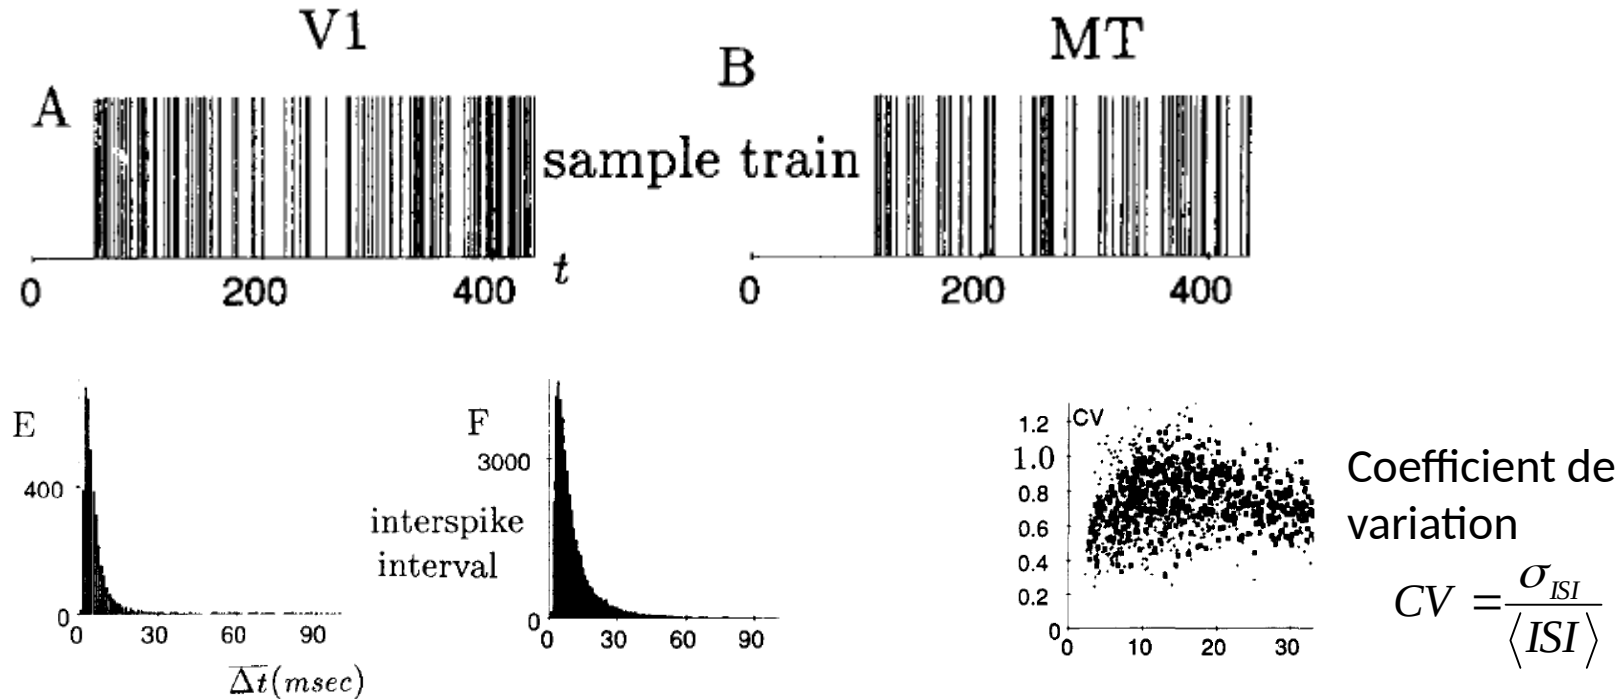 V1
MT
A
B
sample train
0
200
400
t
0
200
400
E
400
0
0
30
60
90
Δt(msec)
F
3000
0
0
30
60
90
interspike
interval
CV
1.2
1.0
0.8
0.6
0.4
0.2
0
0
10
20
30
Coefficient de
variation
CV = σ_ISI / ⟨ISI⟩